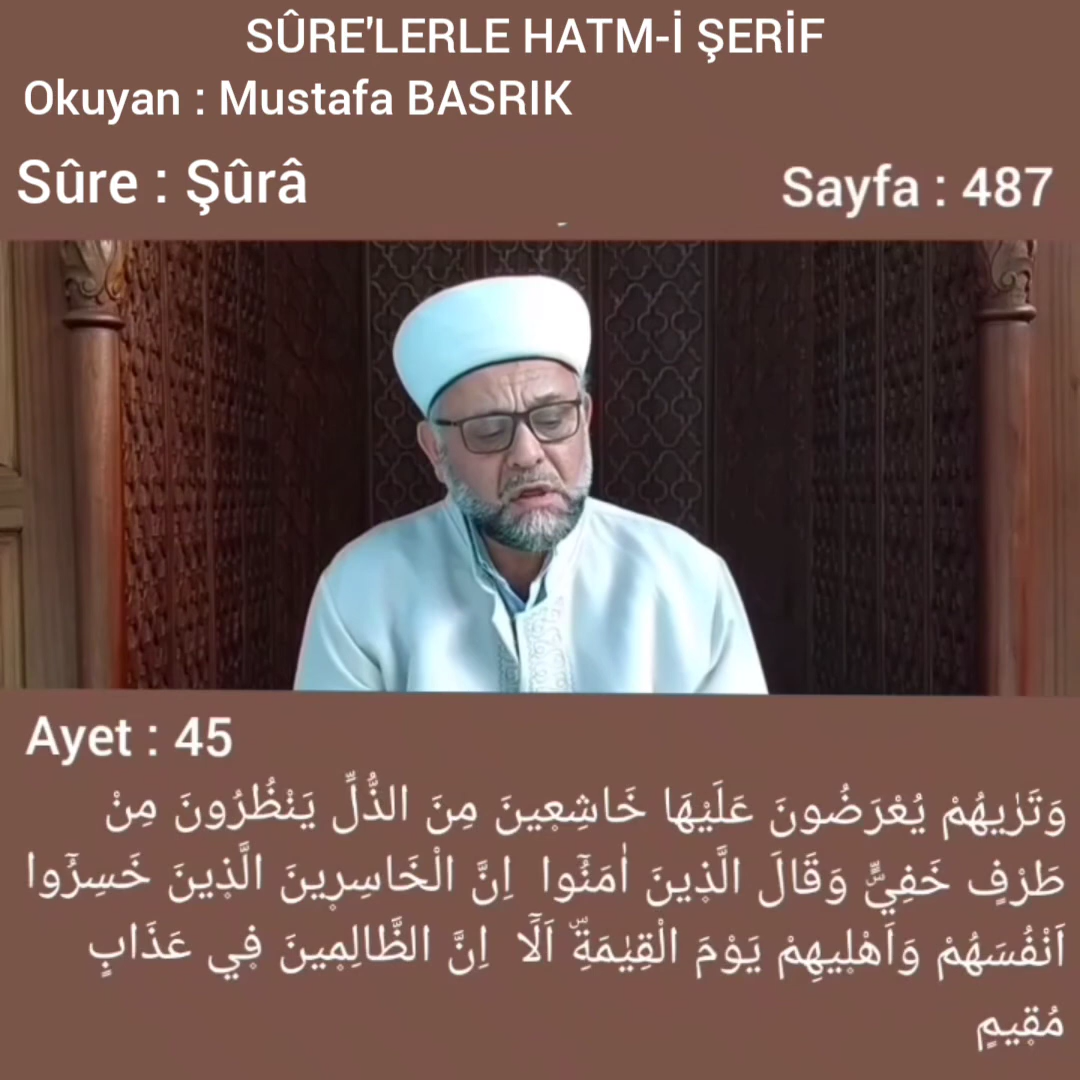 SÛRE'LERLE HATM-İ ŞERİF
Okuyan : Mustafa BASRIK
Sûre : Şûrâ
Sayfa : 487
Ayet : 45
وَتَرٰيهُمْ يُعْرَضُونَ عَلَيْهَا خَاشِع۪ينَ مِنَ الذُّلِّ يَنْظُرُونَ مِنْ
طَرْفٍ خَفِيٍّۜ وَقَالَ الَّذ۪ينَ اٰمَنُٓوا اِنَّ الْخَاسِر۪ينَ الَّذ۪ينَ خَسِرُٓوا
اَنْفُسَهُمْ وَاَهْل۪يهِمْ يَوْمَ الْقِيٰمَةِۜ اَلَٓا اِنَّ الظَّالِم۪ينَ ف۪ي عَذَابٍ
مُق۪يمٍ